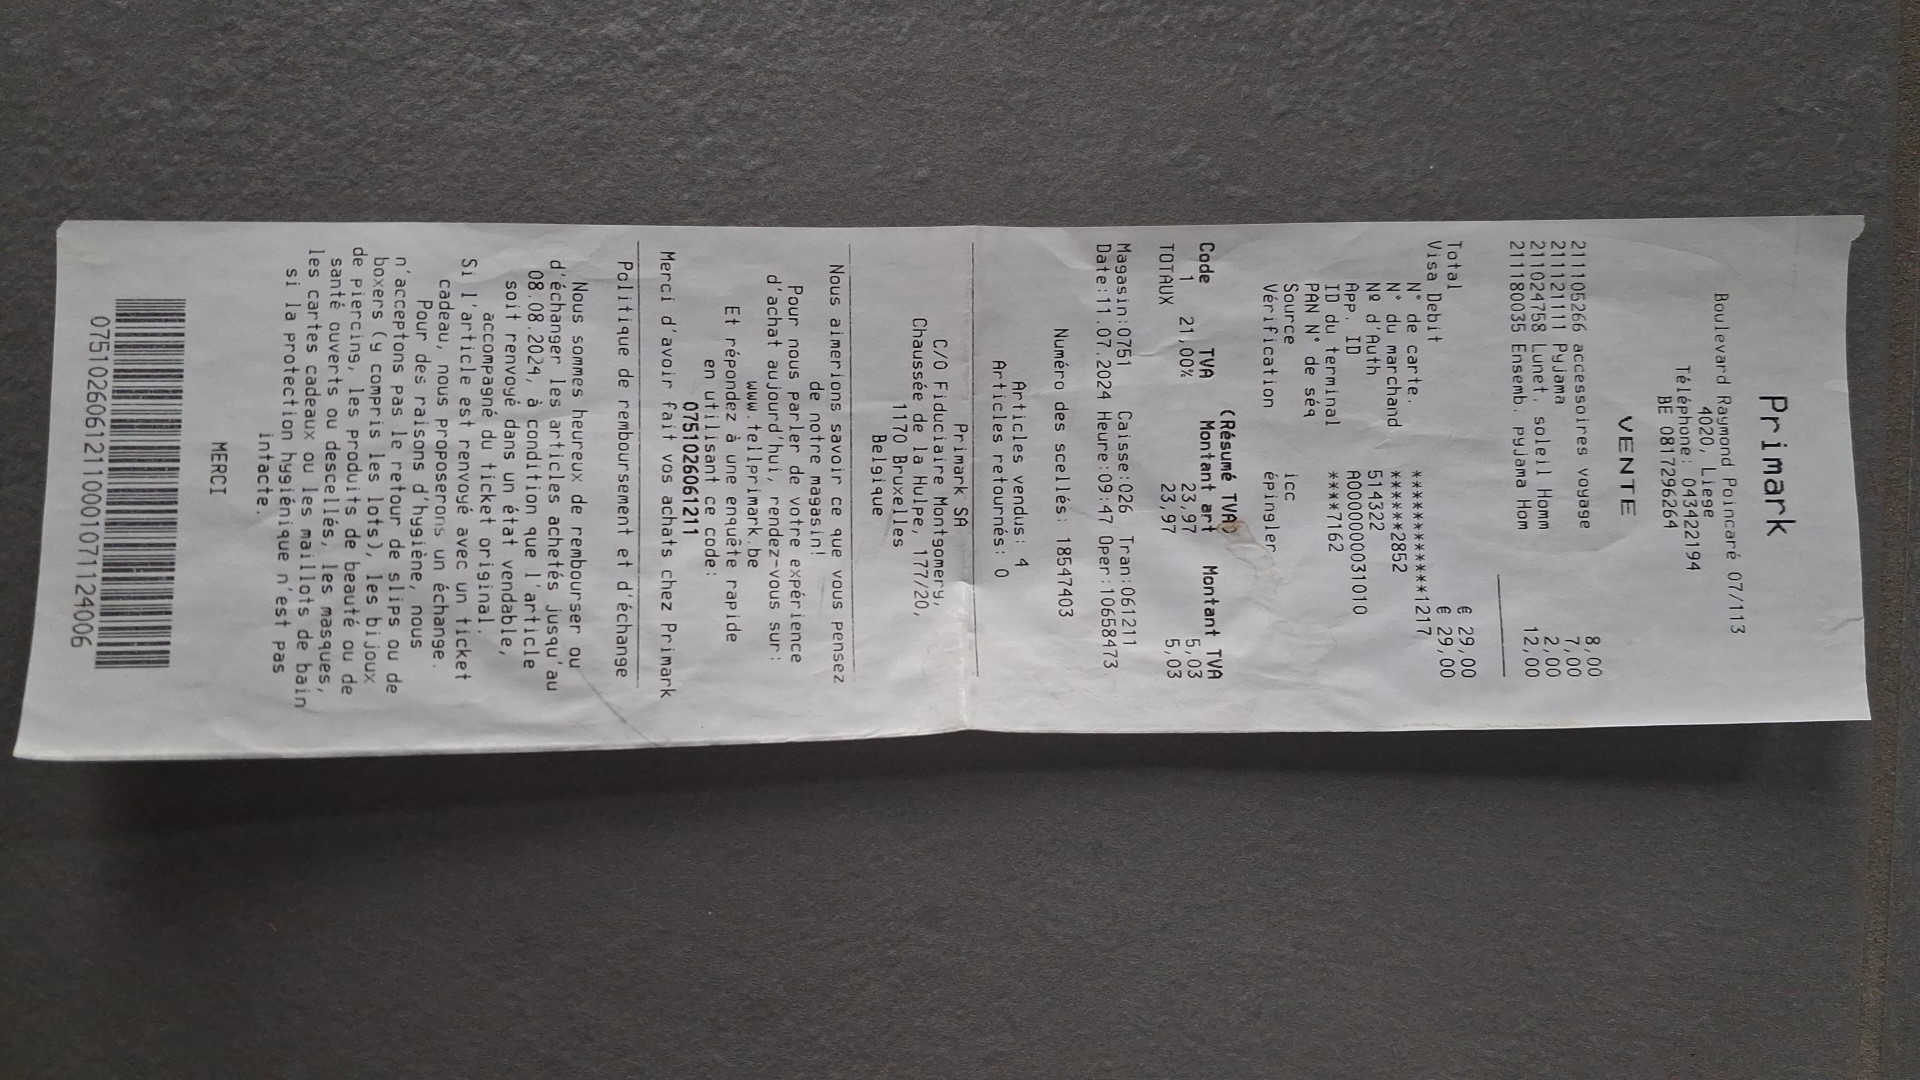 Primark
Boulevard Raymond Poincaré 07/113
4020, Liege
Téléphone: 043422194
BE 0817296264
VENTE
211105266 accessoires voyage 8,00
211121111 Pyjama 7,00
211024758 Lunet. soleil Homm 2,00
211180035 Ensemb. pyjama Hom 12,00
Total € 29,00
Visa Debit € 29,00
N° de carte. ************1217
N° du marchand ******2852
Nº d'Auth 514322
App. ID A0000000031010
ID du terminal ****7162
PAN N° de séq
Source icc
Vérification épingler
(Résumé TVA)
Code TVA Montant art Montant TVA
1 21,00% 23,97 5,03
TOTAUX 23,97 5,03
Magasin:0751 Caisse:026 Tran:061211
Date:11.07.2024 Heure:09:47 Oper:10658473
Numéro des scellés: 18547403
Articles vendus: 4
Articles retournés: 0
Primark SA
C/O Fiduciaire Montgomery,
Chaussée de la Hulpe, 177/20,
1170 Bruxelles
Belgique
Nous aimerions savoir ce que vous pensez
de notre magasin!
Pour nous parler de votre expérience
d'achat aujourd'hui, rendez-vous sur:
www.tellprimark.be
Et répondez à une enquête rapide
en utilisant ce code:
0751026061211
Merci d'avoir fait vos achats chez Primark
Politique de remboursement et d'échange
Nous sommes heureux de rembourser ou
d'échanger les articles achetés jusqu'au
08.08.2024, à condition que l'article
soit renvoyé dans un état vendable,
accompagné du ticket original.
Si l'article est renvoyé avec un ticket
cadeau, nous proposerons un échange.
Pour des raisons d'hygiène, nous
n'acceptons pas le retour de slips ou de
boxers (y compris les lots), les bijoux
de piercing, les produits de beauté ou de
santé ouverts ou descellés, les masques,
les cartes cadeaux ou les maillots de bain
si la protection hygiénique n'est pas
intacte.
MERCI
07510260612110001071124006